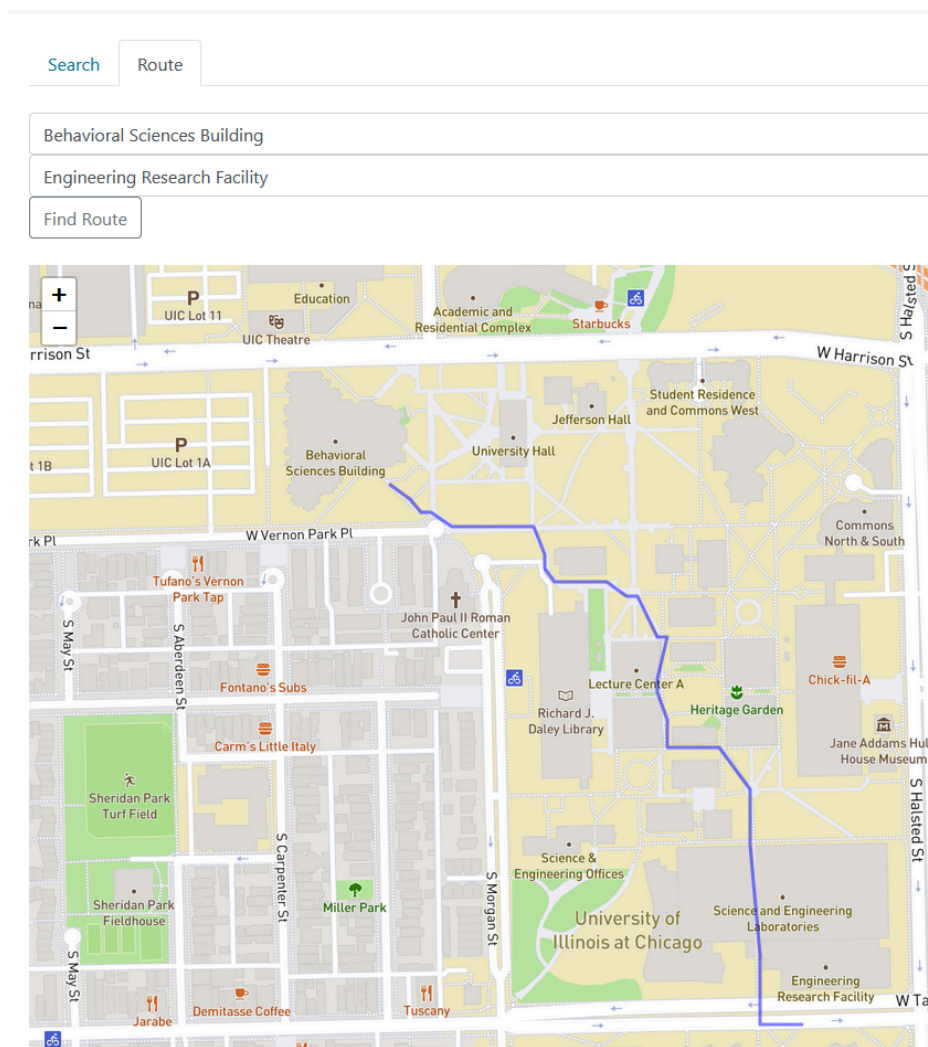 Search
Route
Behavioral Sciences Building
Engineering Research Facility
Find Route
+
−
na
P
UIC Lot 11
Education
UIC Theatre
Academic and
Residential Complex
Starbucks
S Halsted S
rrison St
W Harrison St
Student Residence
and Commons West
Jefferson Hall
University Hall
P
UIC Lot 1A
t 1B
Behavioral
Sciences Building
Commons
North & South
rk Pl
W Vernon Park Pl
Tufano's Vernon
Park Tap
John Paul II Roman
Catholic Center
S May St
S Aberdeen St
Fontano's Subs
Lecture Center A
Chick-fil-A
Richard J.
Daley Library
Heritage Garden
Carm's Little Italy
Jane Addams Hul
House Museum
Sheridan Park
Turf Field
S Carpenter St
S Halsted St
Science &
Engineering Offices
S Morgan St
Sheridan Park
Fieldhouse
Miller Park
University of
Illinois at Chicago
Science and Engineering
Laboratories
S May St
Engineering
Research Facility
W Ta
Jarabe
Demitasse Coffee
Tuscany